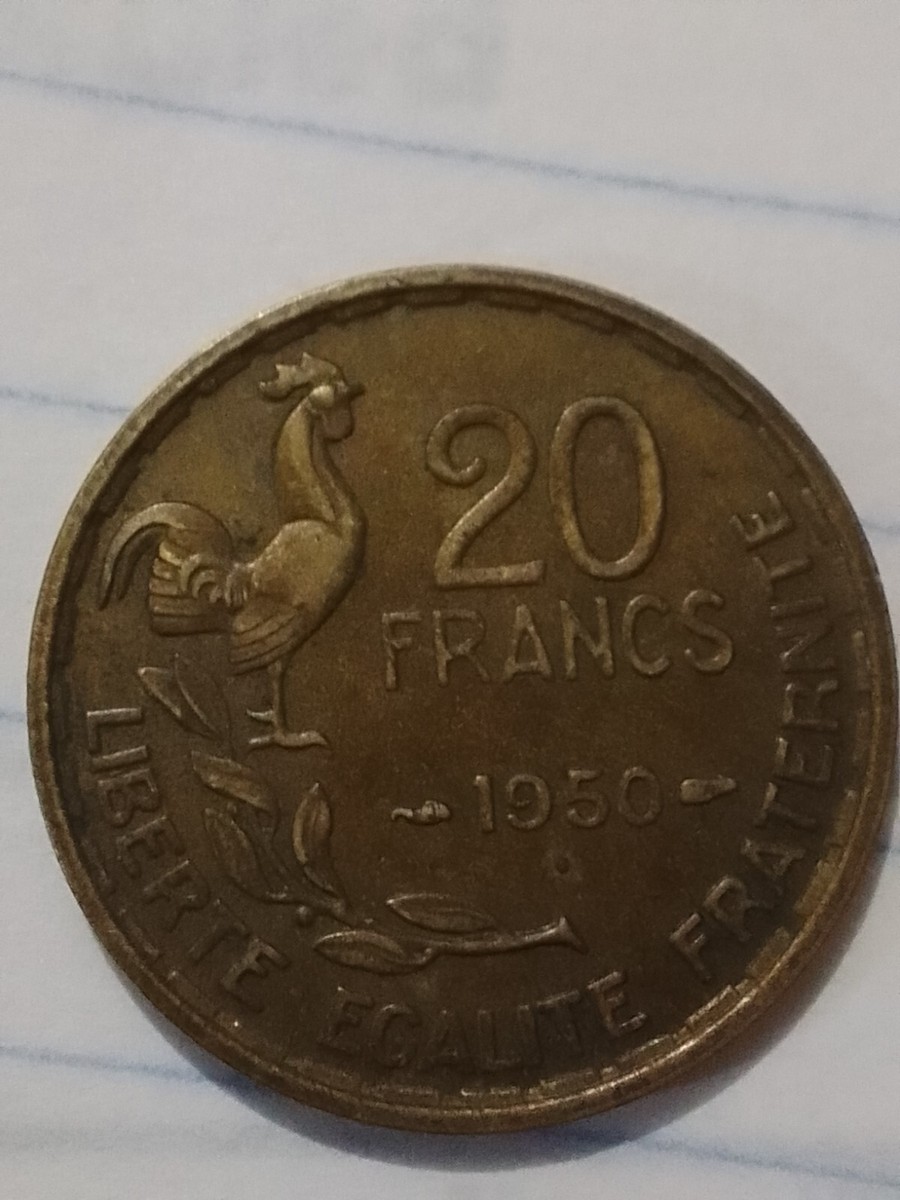 20
FRANCS
1950
LIBERTE EGALITE FRATERNITE